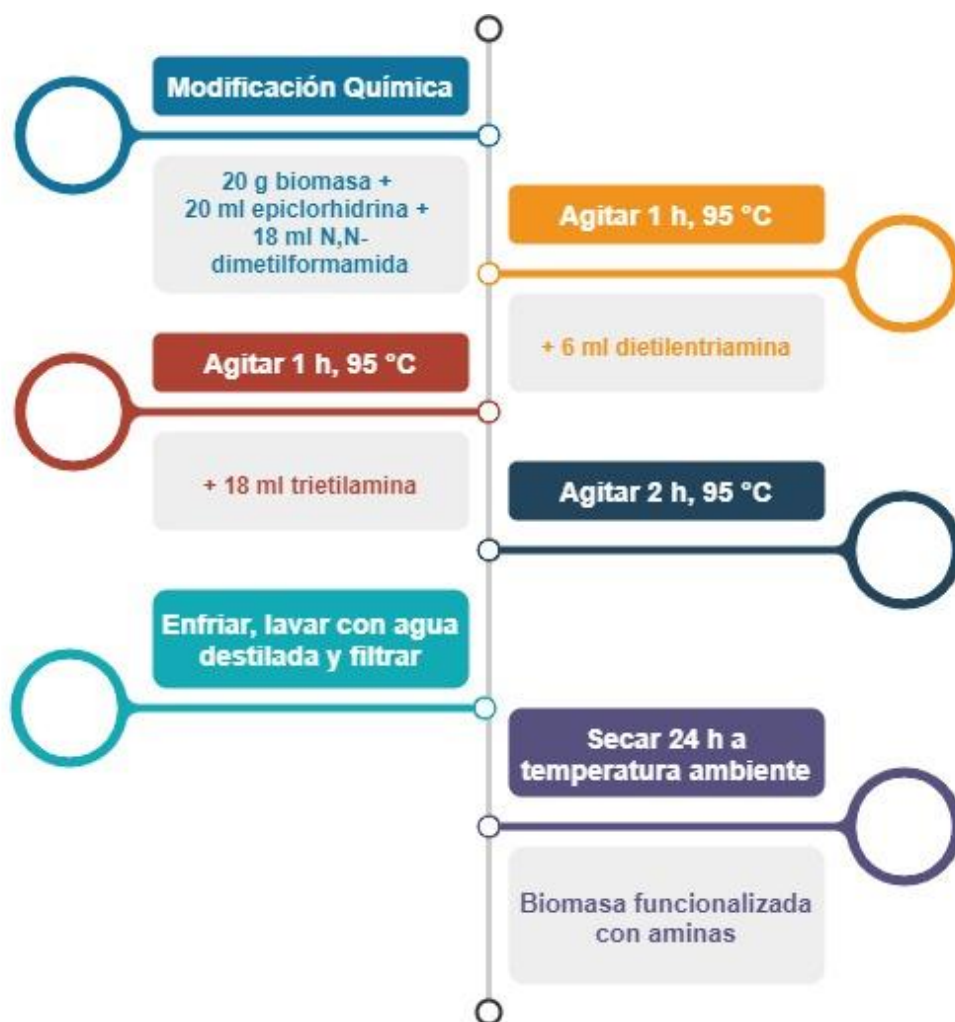 Modificación Química
20 g biomasa +
20 ml epiclorhidrina +
18 ml N,N-
dimetilformamida
Agitar 1 h, 95 °C
+ 6 ml dietilentriamina
Agitar 1 h, 95 °C
+ 18 ml trietilamina
Agitar 2 h, 95 °C
Enfriar, lavar con agua
destilada y filtrar
Secar 24 h a
temperatura ambiente
Biomasa funcionalizada
con aminas